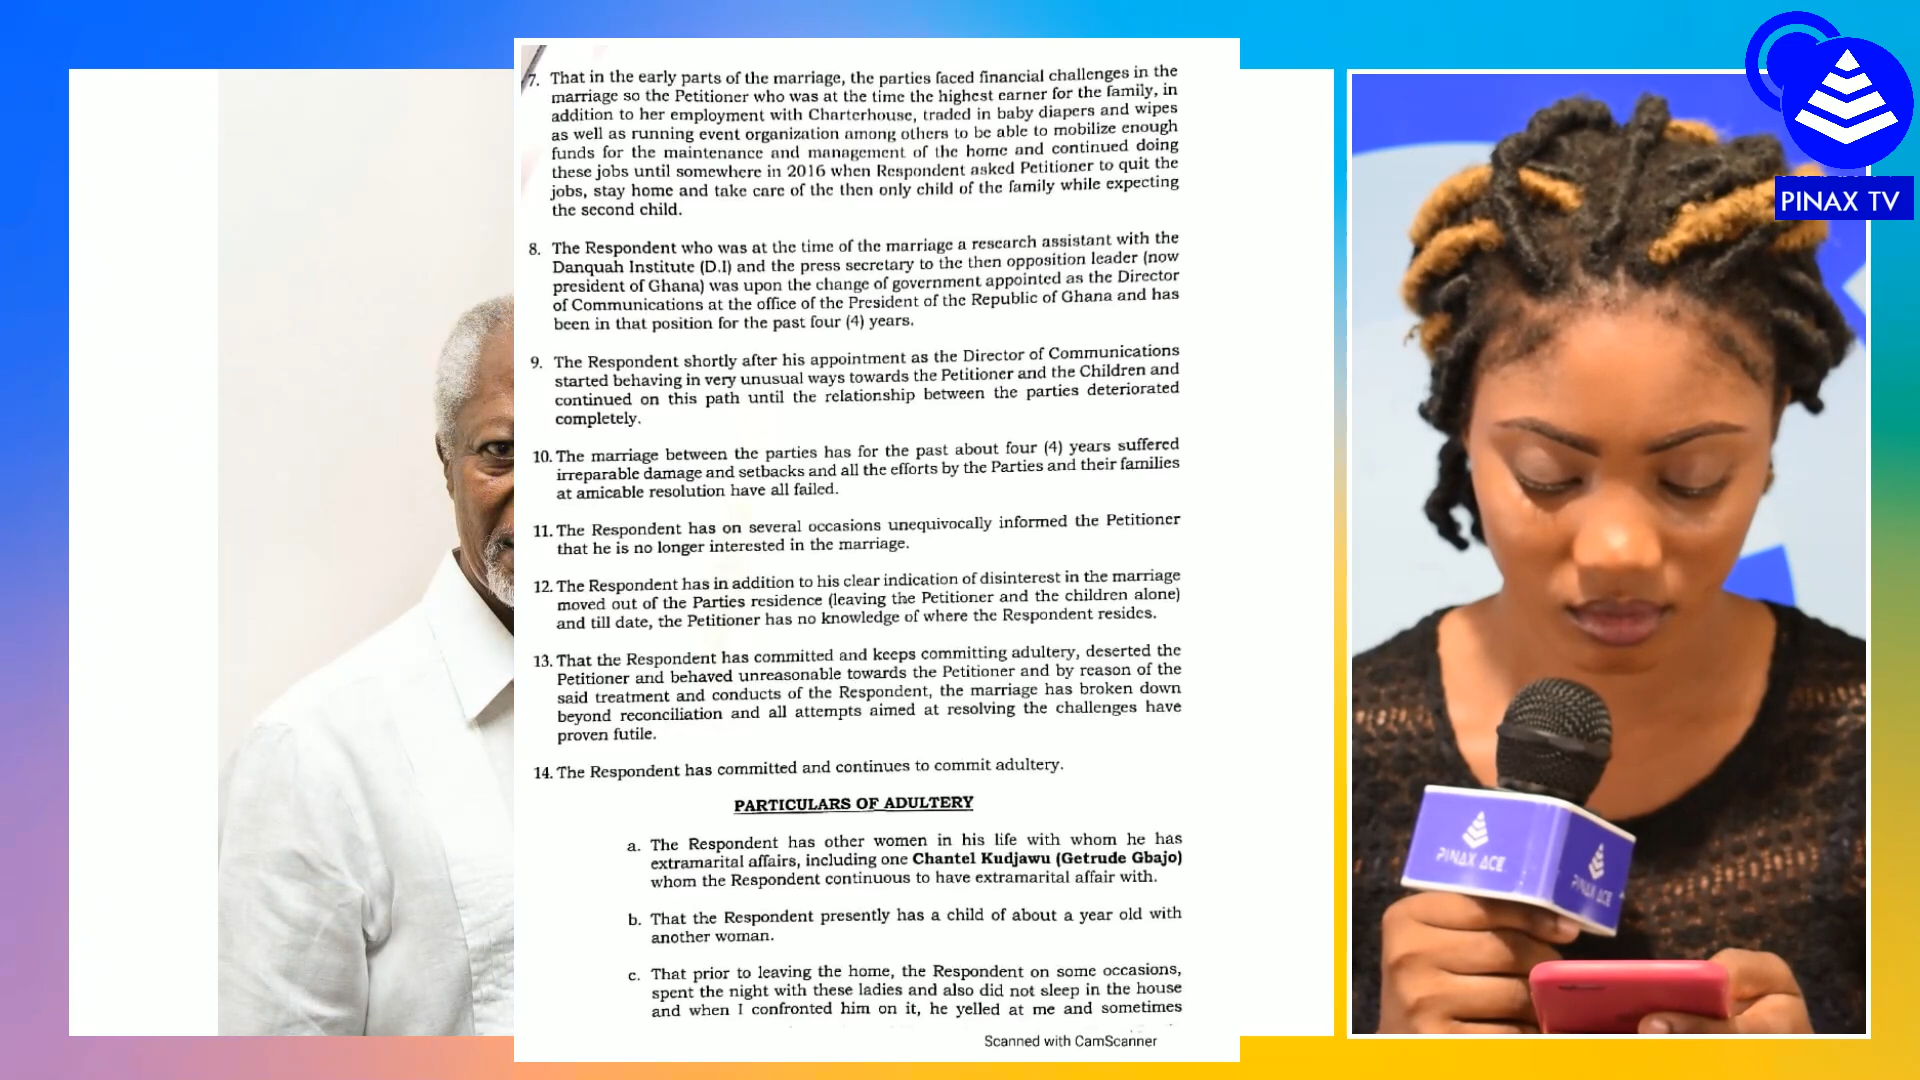 7. That in the early parts of the marriage, the parties faced financial challenges in the
marriage so the Petitioner who was at the time the highest earner for the family, in
addition to her employment with Charterhouse, traded in baby diapers and wipes
as well as running event organization among others to be able to mobilize enough
funds for the maintenance and management of the home and continued doing
these jobs until somewhere in 2016 when Respondent asked Petitioner to quit the
jobs, stay home and take care of the then only child of the family while expecting
the second child.
8. The Respondent who was at the time of the marriage a research assistant with the
Danquah Institute (D.I) and the press secretary to the then opposition leader (now
president of Ghana) was upon the change of government appointed as the Director
of Communications at the office of the President of the Republic of Ghana and has
been in that position for the past four (4) years.
9. The Respondent shortly after his appointment as the Director of Communications
started behaving in very unusual ways towards the Petitioner and the Children and
continued on this path until the relationship between the parties deteriorated
completely.
10. The marriage between the parties has for the past about four (4) years suffered
irreparable damage and setbacks and all the efforts by the Parties and their families
at amicable resolution have all failed.
11. The Respondent has on several occasions unequivocally informed the Petitioner
that he is no longer interested in the marriage.
12. The Respondent has in addition to his clear indication of disinterest in the marriage
moved out of the Parties residence (leaving the Petitioner and the children alone)
and till date, the Petitioner has no knowledge of where the Respondent resides.
13. That the Respondent has committed and keeps committing adultery, deserted the
Petitioner and behaved unreasonable towards the Petitioner and by reason of the
said treatment and conducts of the Respondent, the marriage has broken down
beyond reconciliation and all attempts aimed at resolving the challenges have
proven futile.
14. The Respondent has committed and continues to commit adultery.
PARTICULARS OF ADULTERY
a. The Respondent has other women in his life with whom he has
extramarital affairs, including one Chantel Kudjawu (Getrude Gbajo)
whom the Respondent continuous to have extramarital affair with.
b. That the Respondent presently has a child of about a year old with
another woman.
c. That prior to leaving the home, the Respondent on some occasions,
spent the night with these ladies and also did not sleep in the house
and when I confronted him on it, he yelled at me and sometimes
Scanned with CamScanner
PINAX TV
PINAX ACE
PINAX ACE